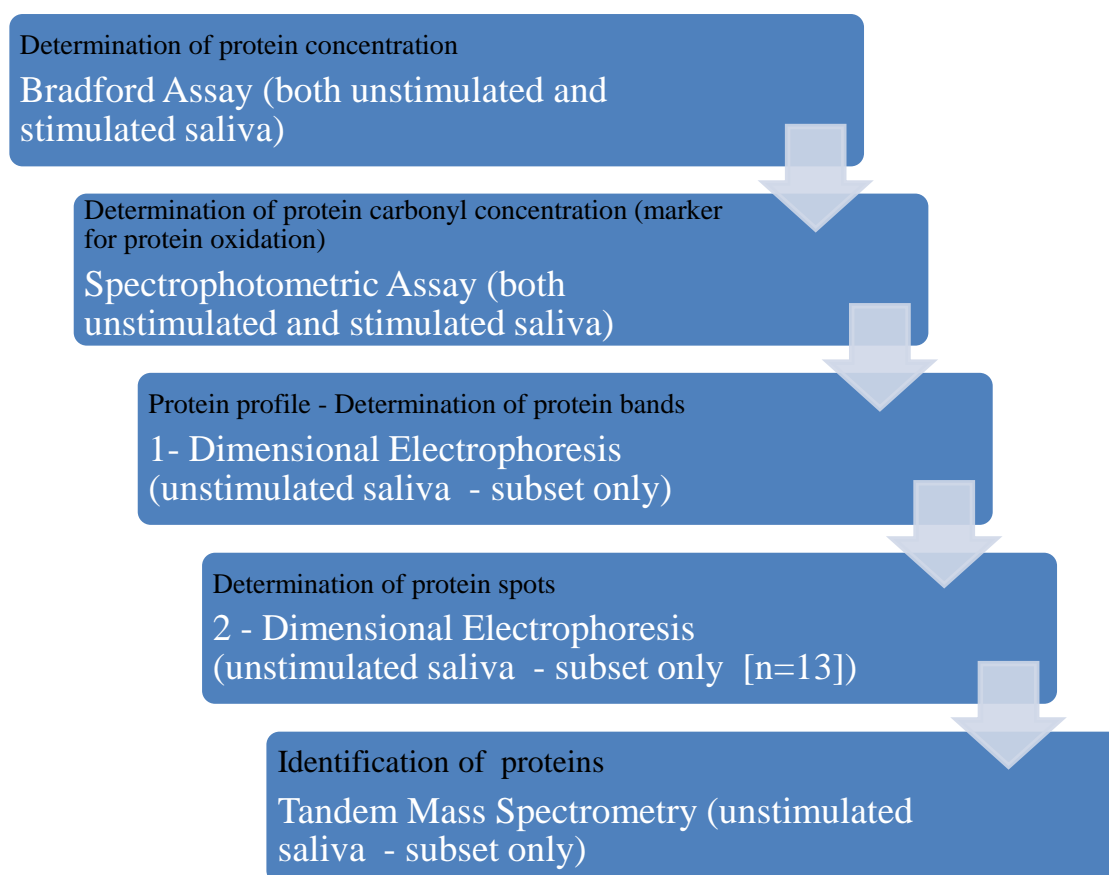 Determination of protein concentration
Bradford Assay (both unstimulated and
stimulated saliva)
Determination of protein carbonyl concentration (marker
for protein oxidation)
Spectrophotometric Assay (both
unstimulated and stimulated saliva)
Protein profile - Determination of protein bands
1- Dimensional Electrophoresis
(unstimulated saliva - subset only)
Determination of protein spots
2 - Dimensional Electrophoresis
(unstimulated saliva - subset only [n=13])
Identification of proteins
Tandem Mass Spectrometry (unstimulated
saliva - subset only)